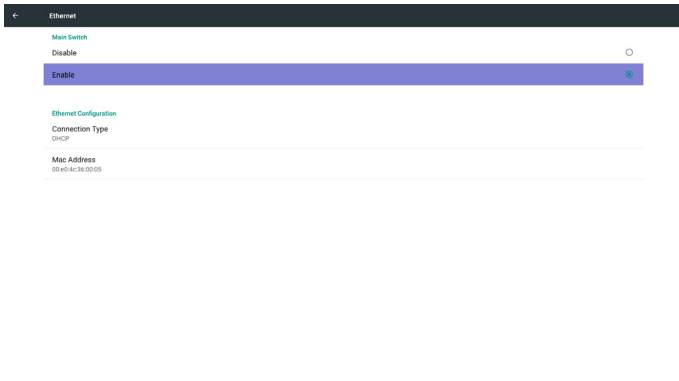 Ethernet
Main Switch
Disable
Enable
Ethernet Configuration
Connection Type
DHCP
Mac Address
00:e0:4c:36:00:05